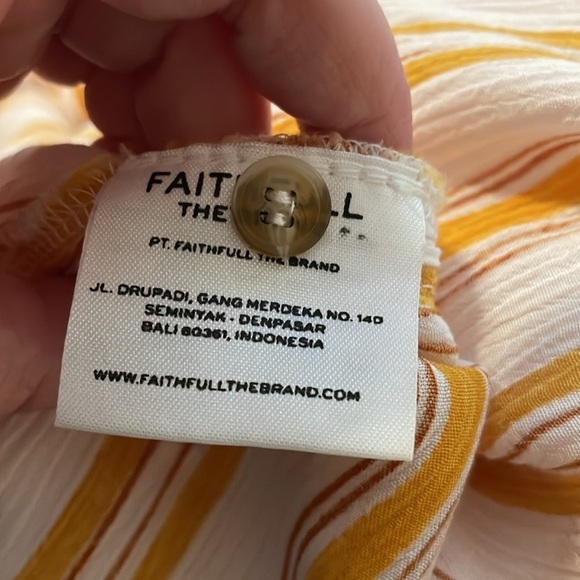 THE
PT. FAITHFULL THE BRAND
JL. DRUPADI, GANG MERDEKA NO. 140
SEMINYAK - DENPASAR
BALI 80361, INDONESIA
WWW.FAITHFULLTHEBRAND.COM